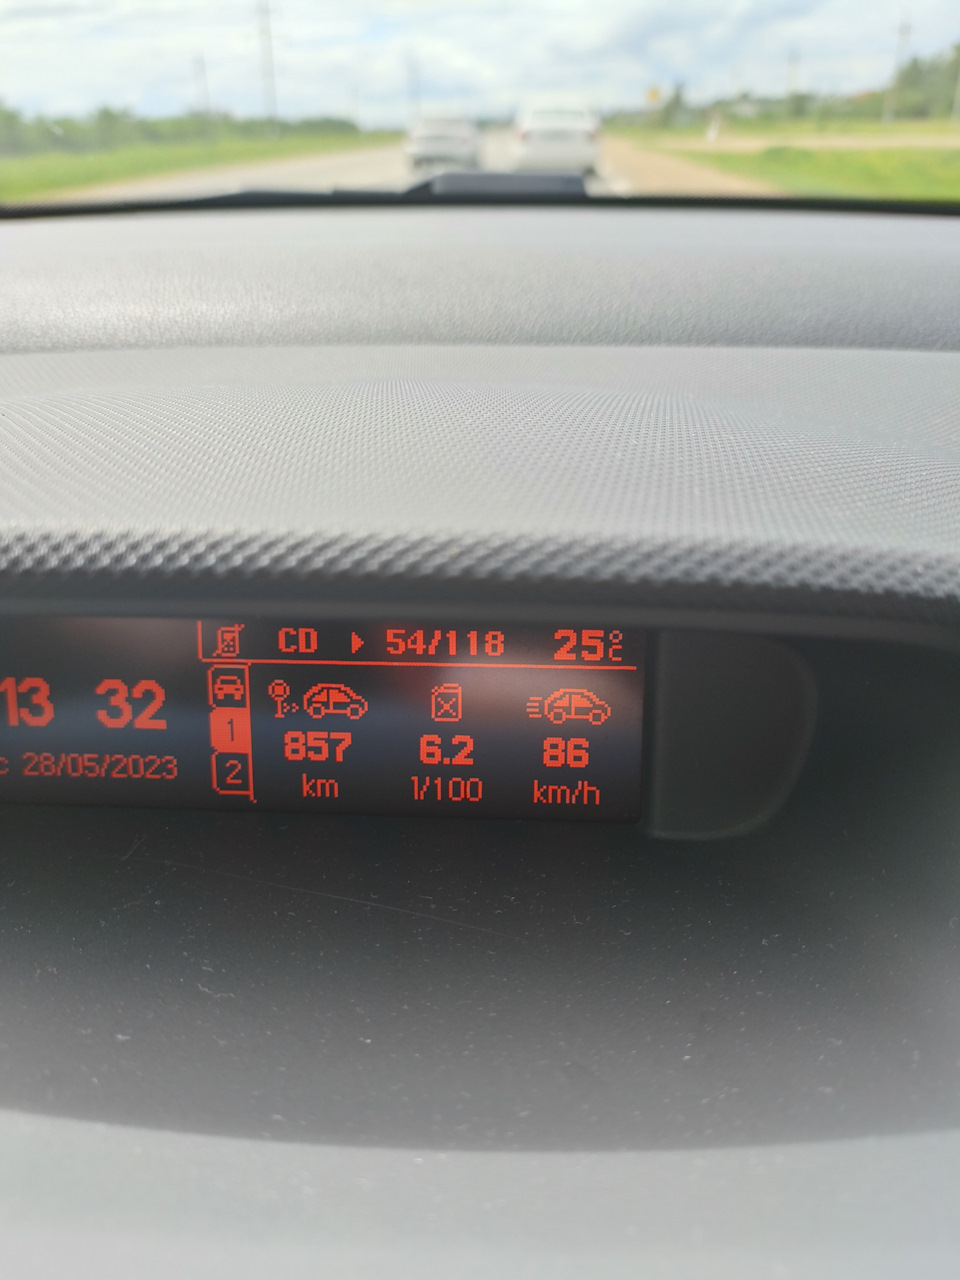 CD 54/118 25°C
13 32
1
857 6.2 86
с 28/05/2023
2
km l/100 km/h